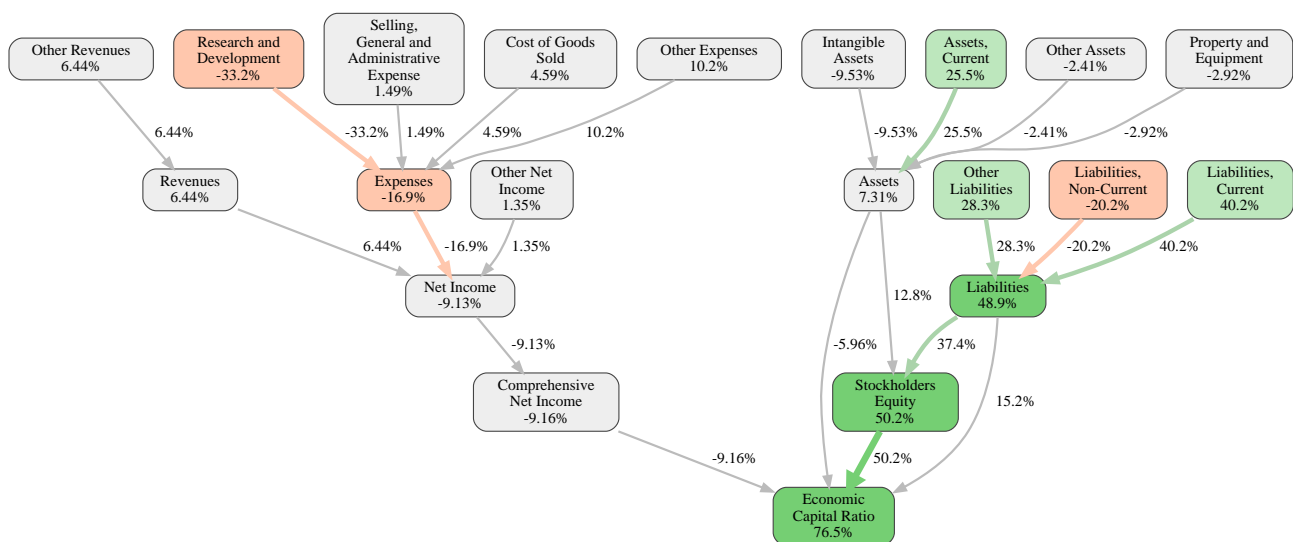 Other Revenues
6.44%
Research and
Development
-33.2%
Selling,
General and
Administrative
Expense
1.49%
Cost of Goods
Sold
4.59%
Other Expenses
10.2%
Intangible
Assets
-9.53%
Assets,
Current
25.5%
Other Assets
-2.41%
Property and
Equipment
-2.92%
6.44%
-33.2%
1.49%
4.59%
10.2%
-9.53%
25.5%
-2.41%
-2.92%
Revenues
6.44%
Expenses
-16.9%
Other Net
Income
1.35%
Assets
7.31%
Other
Liabilities
28.3%
Liabilities,
Non-Current
-20.2%
Liabilities,
Current
40.2%
6.44%
-16.9%
1.35%
28.3%
-20.2%
40.2%
Net Income
-9.13%
Liabilities
48.9%
12.8%
-9.13%
-5.96%
37.4%
Comprehensive
Net Income
-9.16%
Stockholders
Equity
50.2%
15.2%
-9.16%
50.2%
Economic
Capital Ratio
76.5%